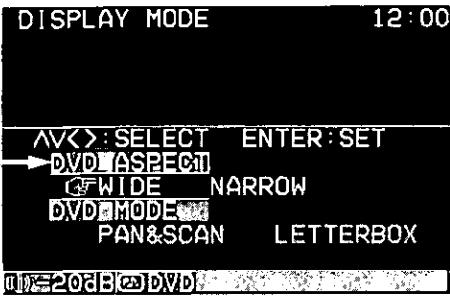 DISPLAY MODE 12:00
∧∨<>:SELECT ENTER:SET
DVD ASPECT
☞WIDE NARROW
DVD MODE
PAN&SCAN LETTERBOX
=20dB DVD